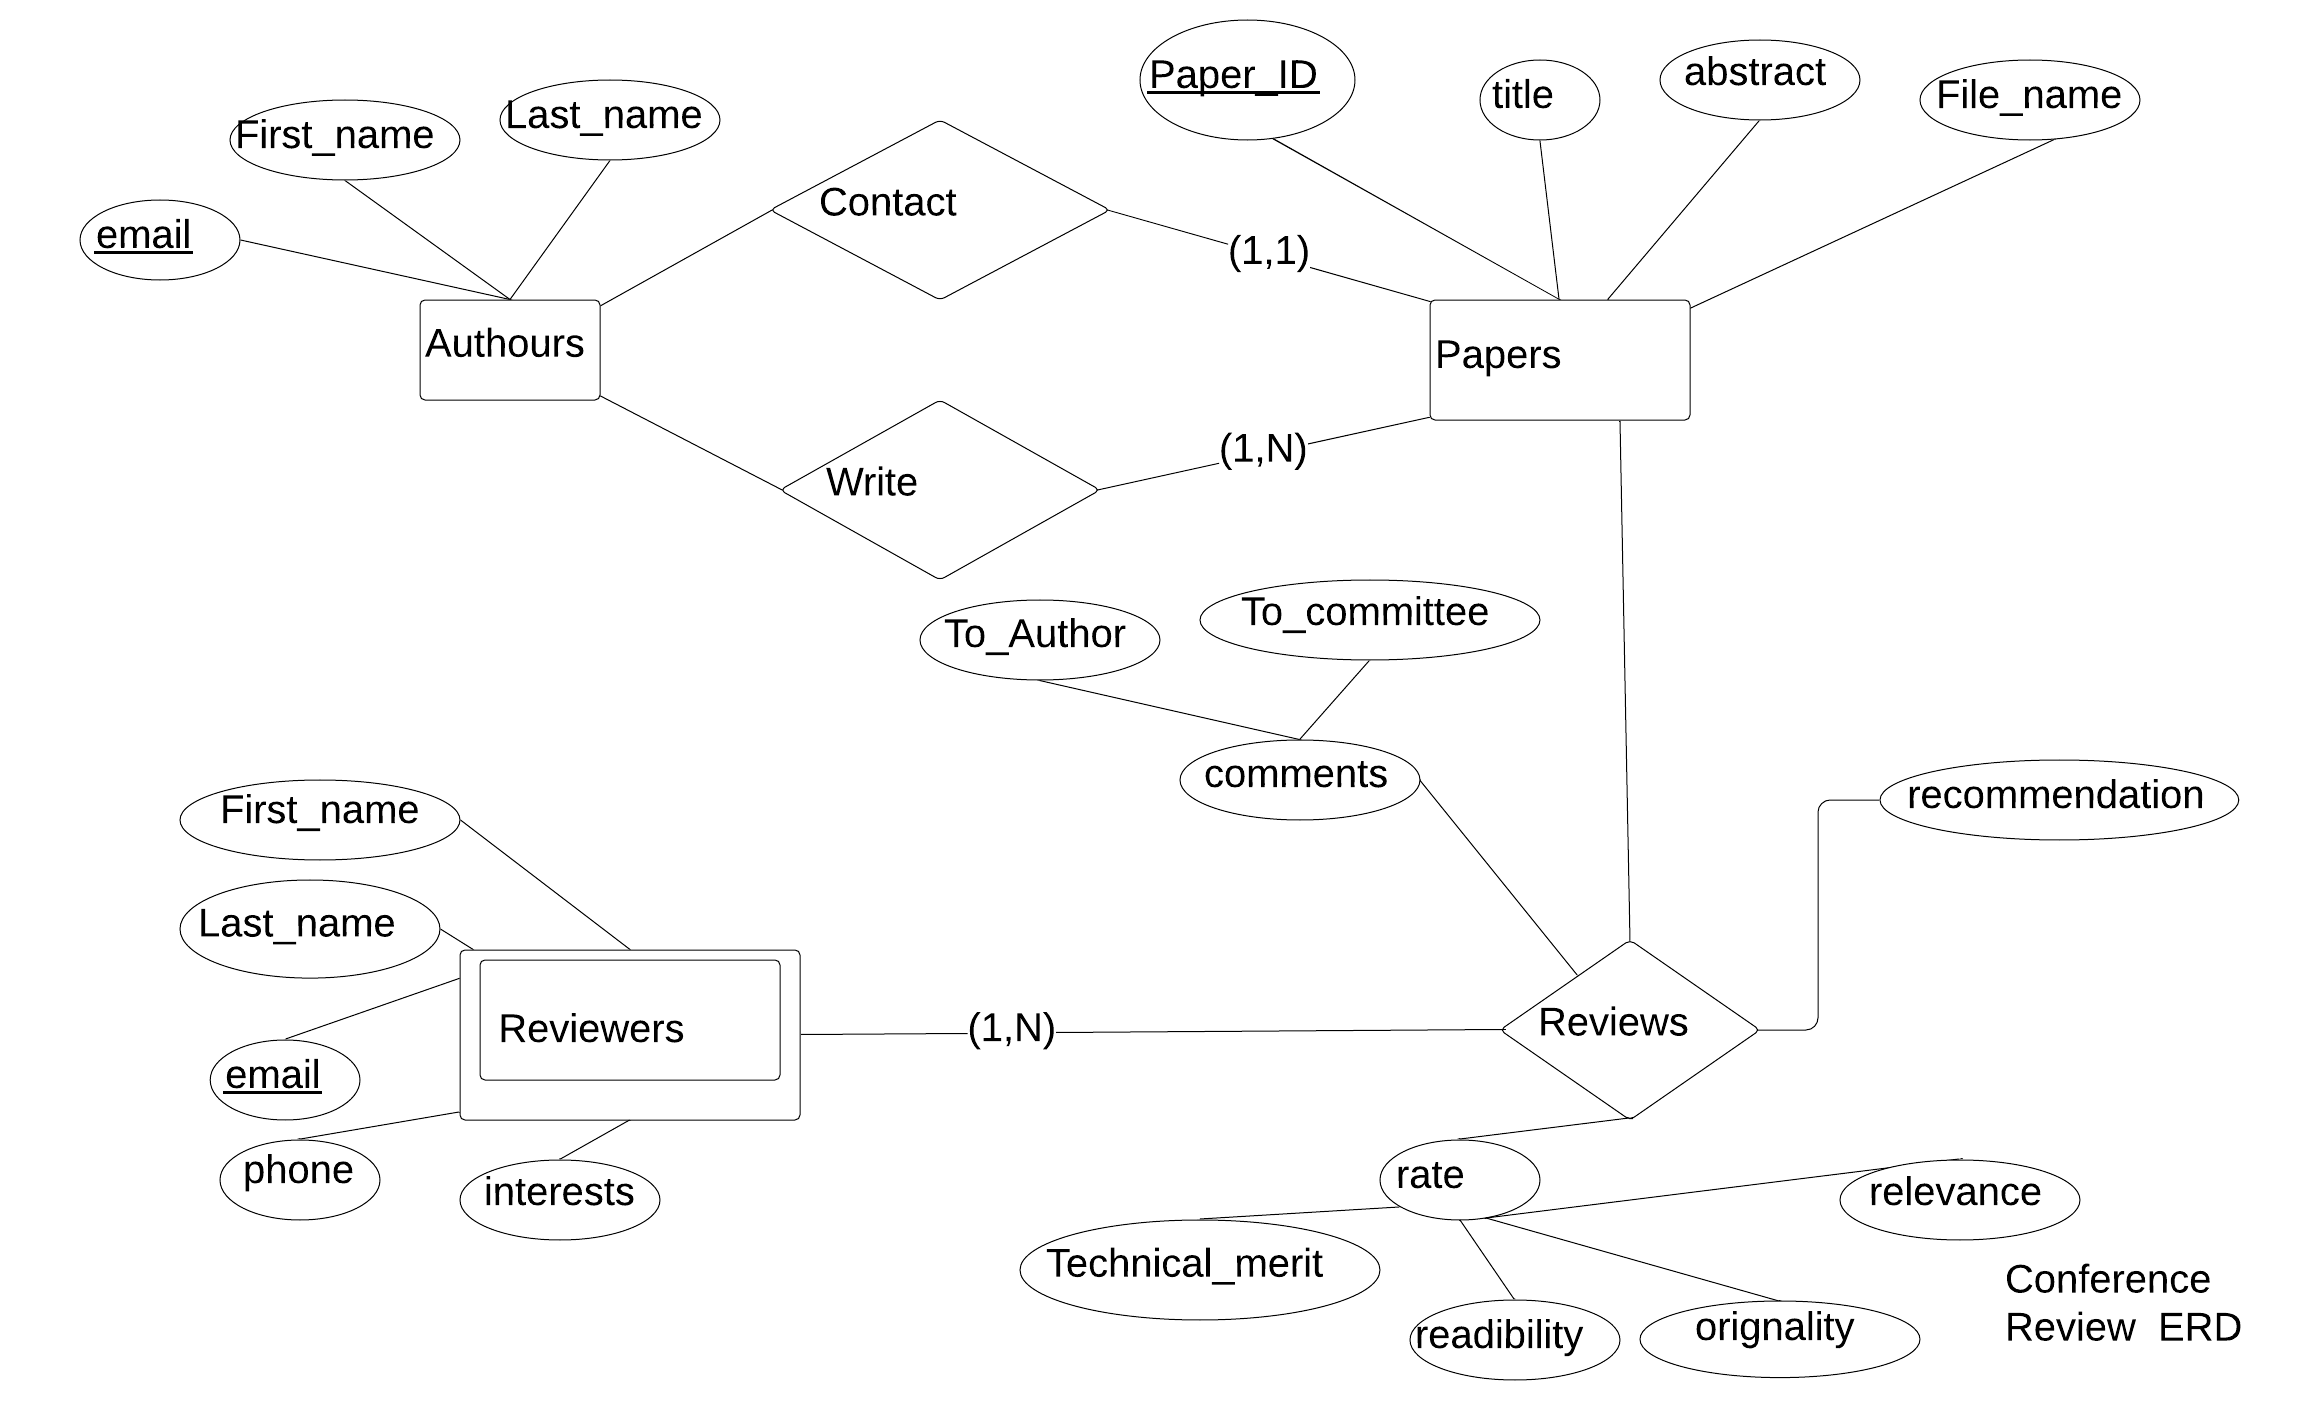 Paper_ID
title
abstract
File_name
First_name
Last_name
email
Contact
(1,1)
Authours
Papers
Write
(1,N)
To_Author
To_committee
comments
recommendation
First_name
Last_name
Reviewers
(1,N)
Reviews
email
phone
interests
rate
relevance
Technical_merit
readibility
orignality
Conference
Review ERD